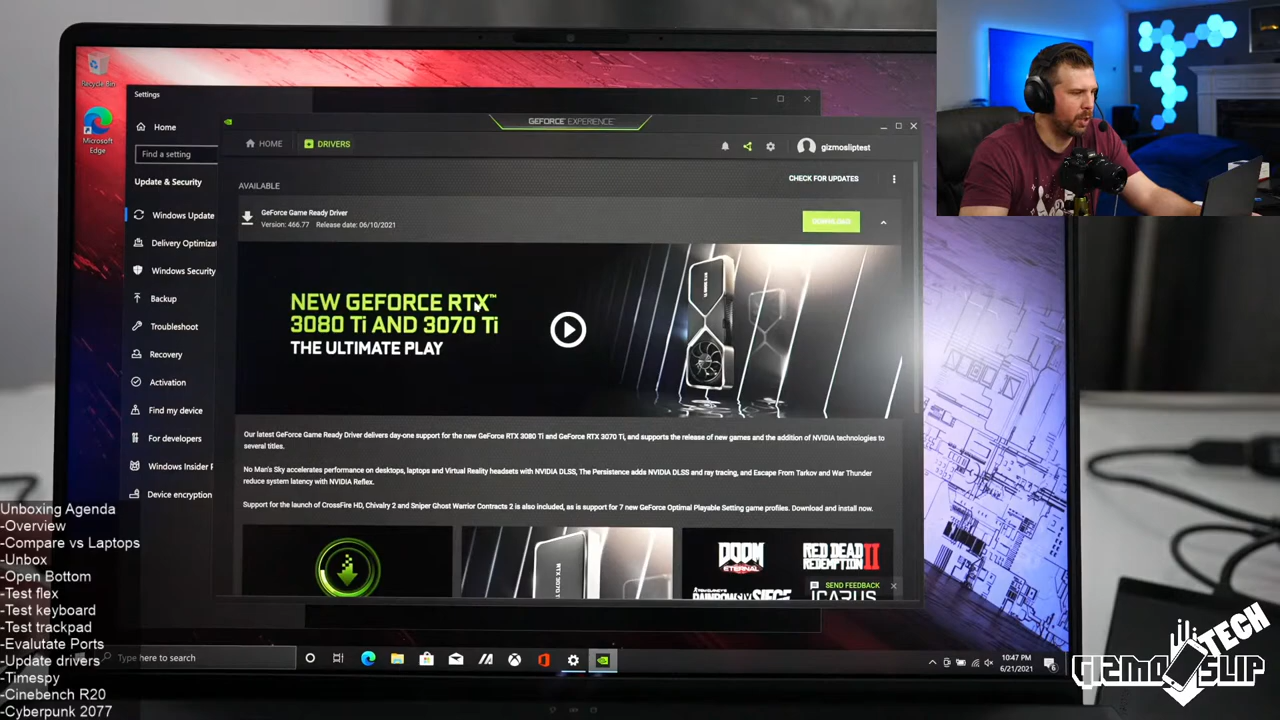 Recycle Bin
Microsoft
Edge
Settings
Home
Find a setting
Update & Security
Windows Update
Delivery Optimiza
Windows Security
Backup
Troubleshoot
Recovery
Activation
Find my device
For developers
Windows Insider P
Device encryption
GEFORCE EXPERIENCE
HOME
DRIVERS
gizmosliptest
AVAILABLE
CHECK FOR UPDATES
GeForce Game Ready Driver
Version: 466.77 Release date: 06/10/2021
DOWNLOAD
NEW GEFORCE RTX™
3080 Ti AND 3070 Ti
THE ULTIMATE PLAY
RTX 3080 Ti
Our latest GeForce Game Ready Driver delivers day-one support for the new GeForce RTX 3080 Ti and GeForce RTX 3070 Ti, and supports the release of new games and the addition of NVIDIA technologies to
several titles.
No Man's Sky accelerates performance on desktops, laptops and Virtual Reality headsets with NVIDIA DLSS, The Persistence adds NVIDIA DLSS and ray tracing, and Escape From Tarkov and War Thunder
reduce system latency with NVIDIA Reflex.
Support for the launch of CrossFire HD, Chivalry 2 and Sniper Ghost Warrior Contracts 2 is also included, as is support for 7 new GeForce Optimal Playable Setting game profiles. Download and install now.
DOOM
ETERNAL
RED DEAD
REDEMPTION II
RAINBOW SIX SIEGE
ICARUS
SEND FEEDBACK
Type here to search
10:47 PM
6/21/2021
6
Unboxing Agenda
-Overview
-Compare vs Laptops
-Unbox
-Open Bottom
-Test flex
-Test keyboard
-Test trackpad
-Evalutate Ports
-Update drivers
-Timespy
-Cinebench R20
-Cyberpunk 2077
GIZMO SLIP
TECH